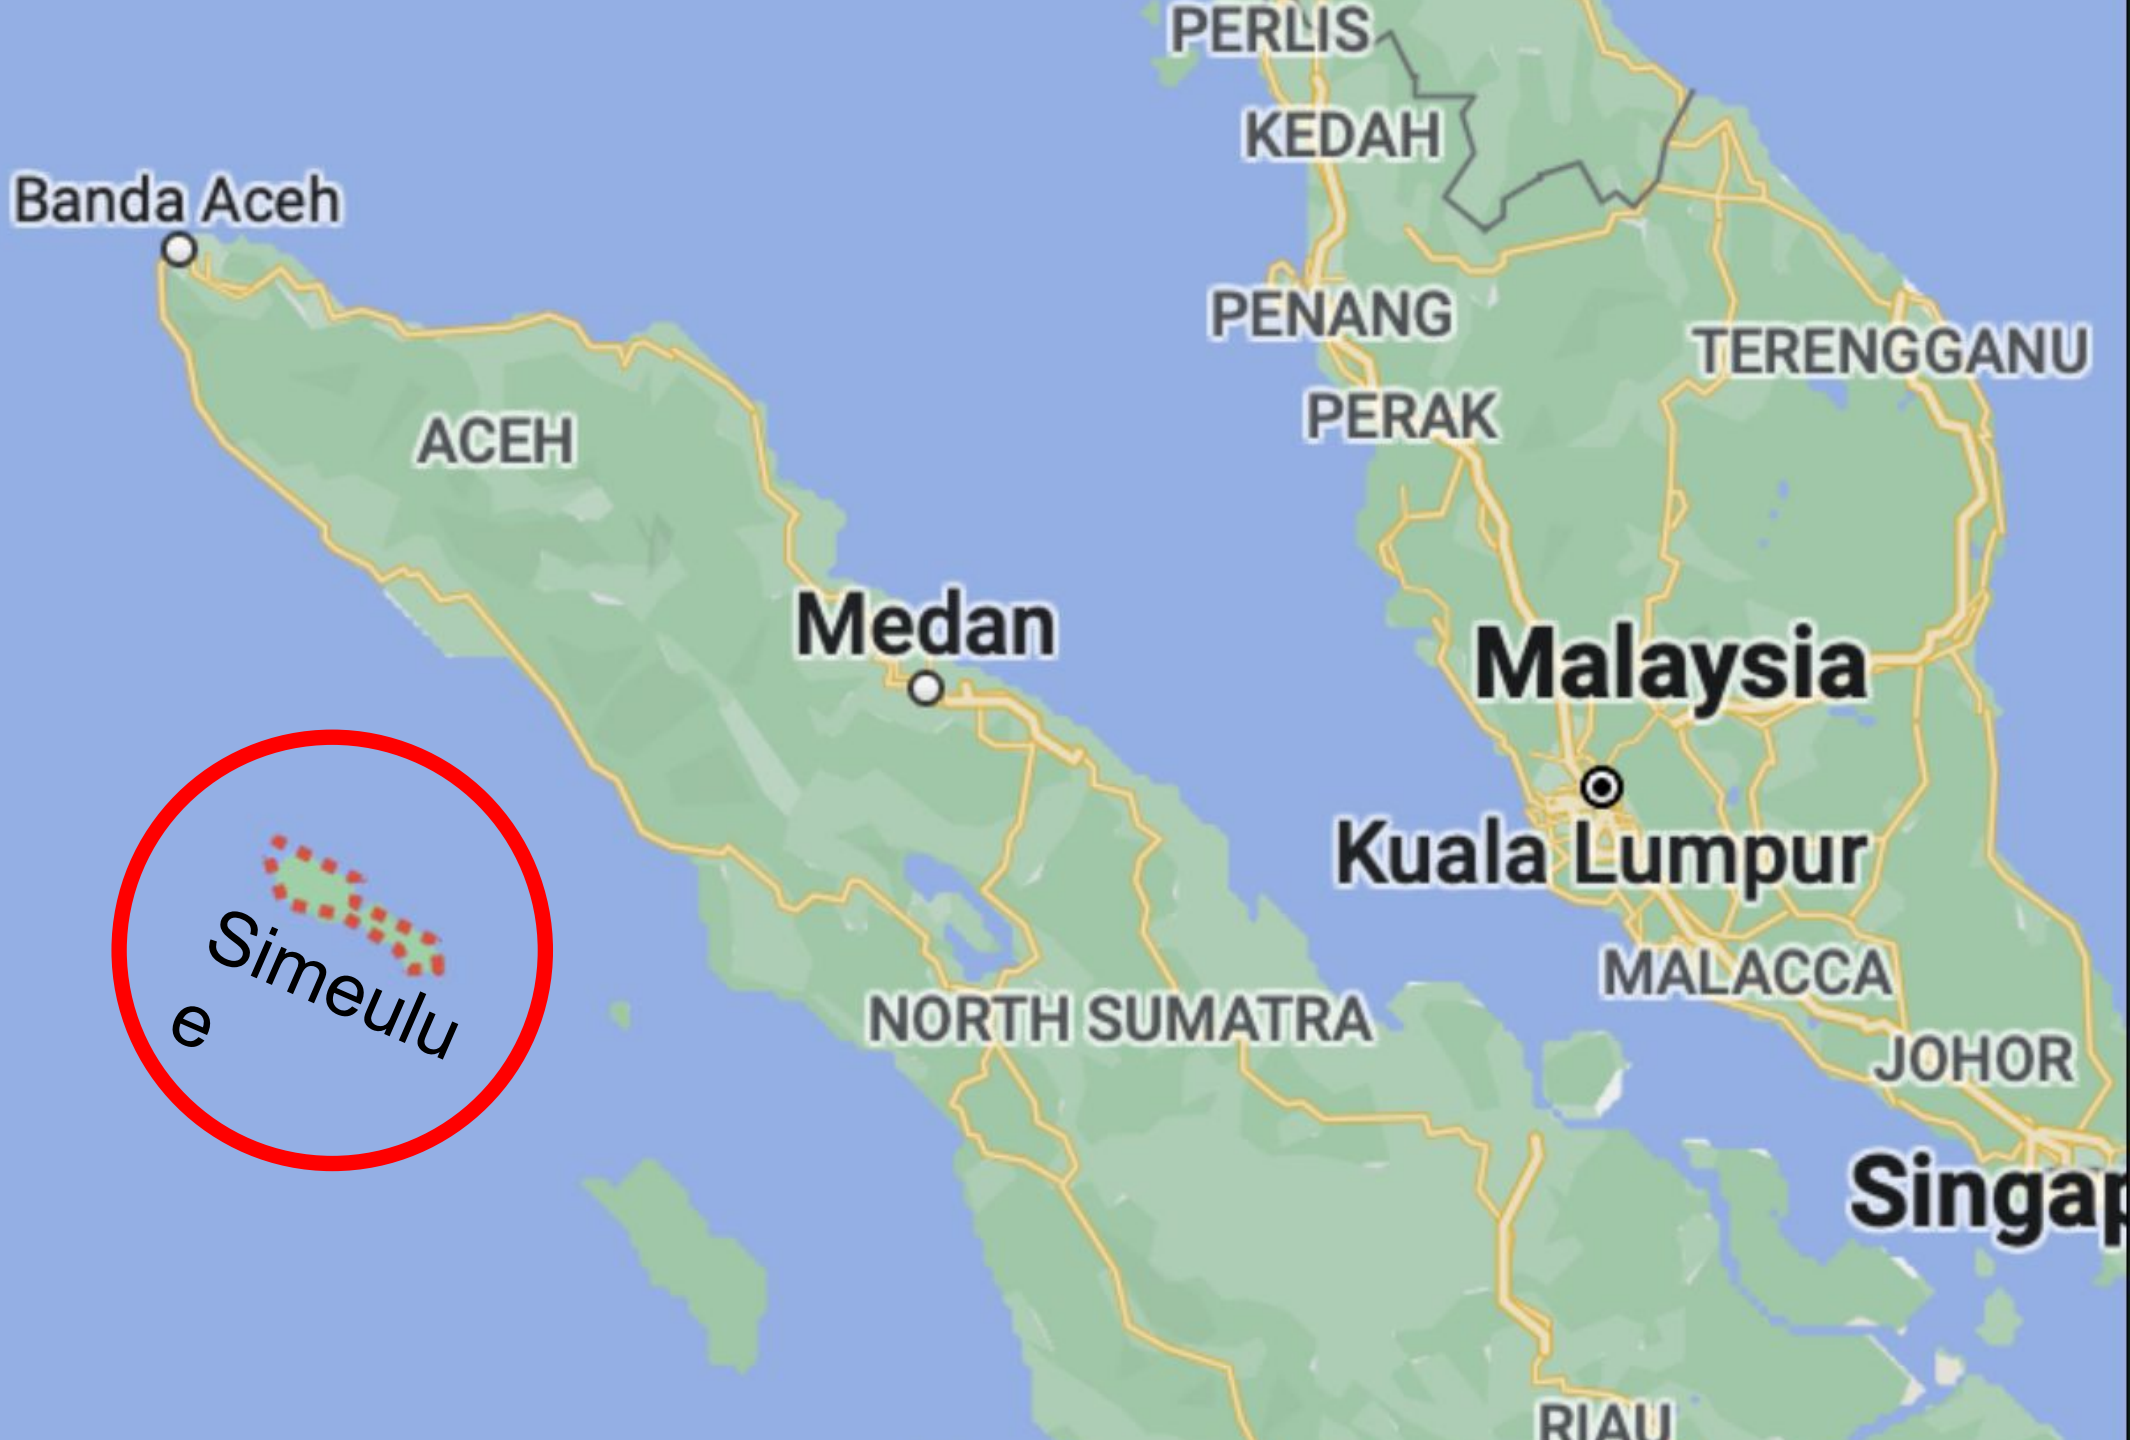 PERLIS
KEDAH
Banda Aceh
PENANG
TERENGGANU
PERAK
ACEH
Medan
Malaysia
Kuala Lumpur
Simeulu
e
MALACCA
NORTH SUMATRA
JOHOR
Singap
RIAU